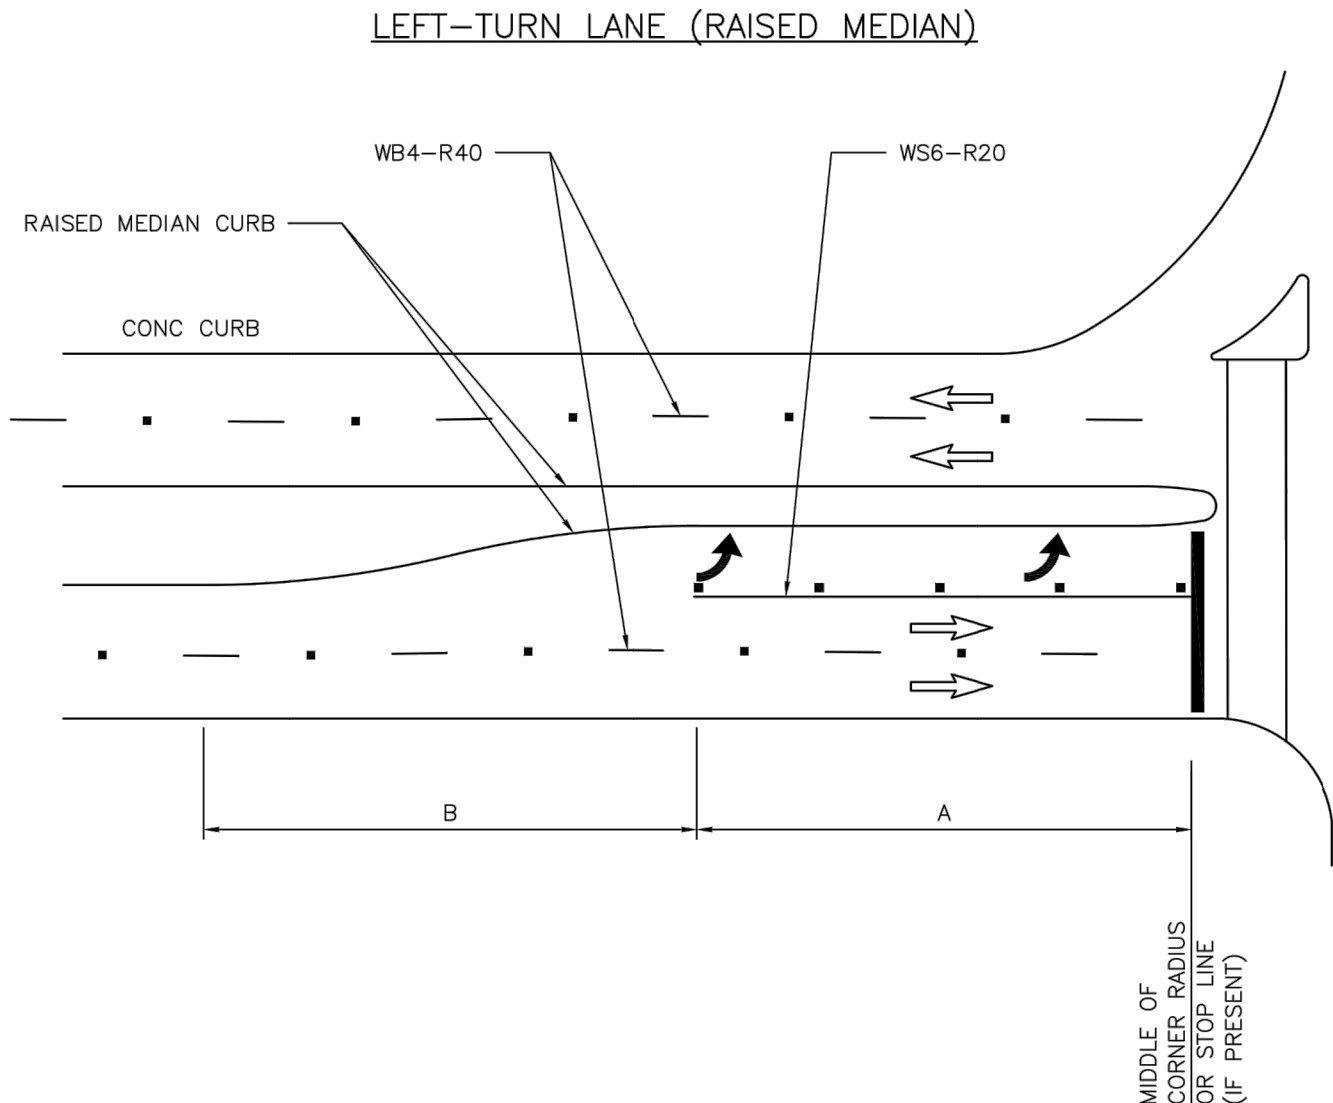 LEFT-TURN LANE (RAISED MEDIAN)
WB4-R40
WS6-R20
RAISED MEDIAN CURB
CONC CURB
B
A
MIDDLE OF
CORNER RADIUS
OR STOP LINE
(IF PRESENT)